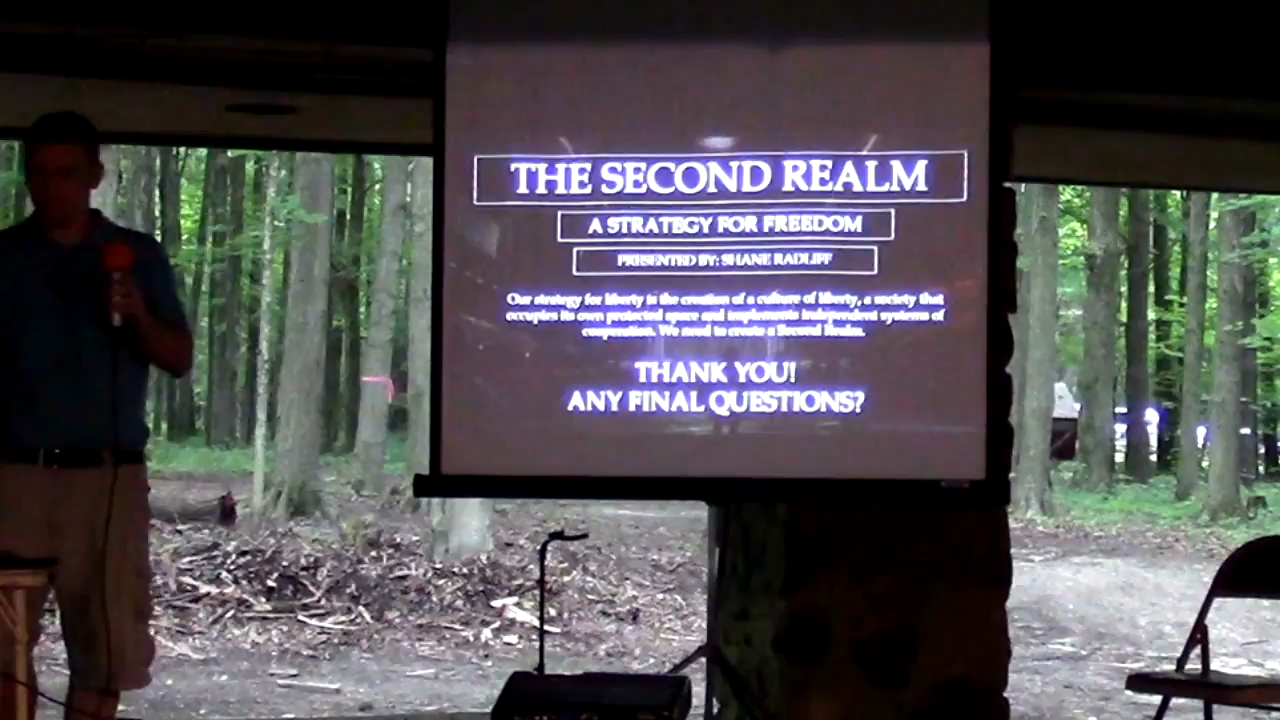 THE SECOND REALM
A STRATEGY FOR FREEDOM
PRESENTED BY: SHANE RADLIFF
Our strategy for liberty is the creation of a culture of liberty, a society that
occupies its own protected space and implements independent systems of
cooperation. We need to create a Second Realm.
THANK YOU!
ANY FINAL QUESTIONS?